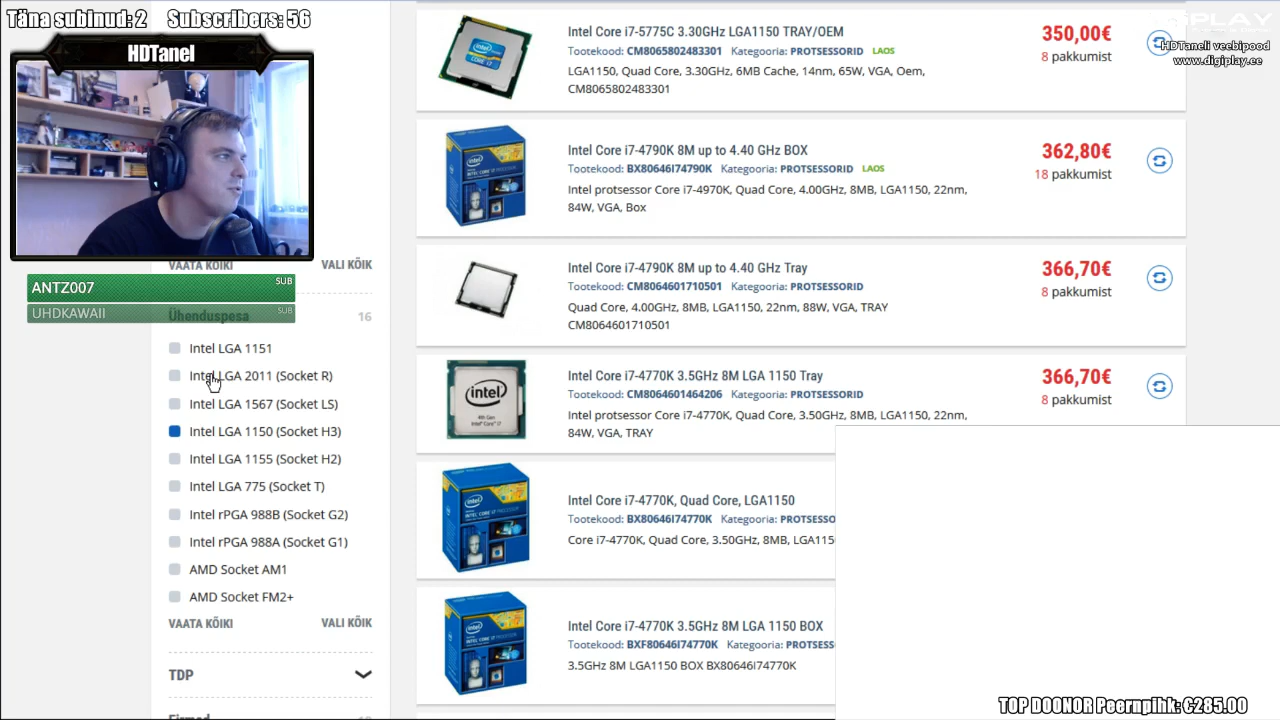 Täna subinud: 2 Subscribers: 56
HDTanel
ANTZ007 SUB
UHDKAWAII SUB
PLAY
HDTaneli veebipood
www.digiplay.ee
VAATA KÕIKI VALI KÕIK
Ühenduspesa 16
Intel LGA 1151
Intel LGA 2011 (Socket R)
Intel LGA 1567 (Socket LS)
Intel LGA 1150 (Socket H3)
Intel LGA 1155 (Socket H2)
Intel LGA 775 (Socket T)
Intel rPGA 988B (Socket G2)
Intel rPGA 988A (Socket G1)
AMD Socket AM1
AMD Socket FM2+
VAATA KÕIKI VALI KÕIK
TDP
Intel Core i7-5775C 3.30GHz LGA1150 TRAY/OEM
Tootekood: CM8065802483301 Kategooria: PROTSESSORID LAOS
LGA1150, Quad Core, 3.30GHz, 6MB Cache, 14nm, 65W, VGA, Oem,
CM8065802483301
350,00€
8 pakkumist
Intel Core i7-4790K 8M up to 4.40 GHz BOX
Tootekood: BX80646I74790K Kategooria: PROTSESSORID LAOS
Intel protsessor Core i7-4970K, Quad Core, 4.00GHz, 8MB, LGA1150, 22nm,
84W, VGA, Box
362,80€
18 pakkumist
Intel Core i7-4790K 8M up to 4.40 GHz Tray
Tootekood: CM8064601710501 Kategooria: PROTSESSORID
Quad Core, 4.00GHz, 8MB, LGA1150, 22nm, 88W, VGA, TRAY
CM8064601710501
366,70€
8 pakkumist
intel
Intel Core i7-4770K 3.5GHz 8M LGA 1150 Tray
Tootekood: CM8064601464206 Kategooria: PROTSESSORID
Intel protsessor Core i7-4770K, Quad Core, 3.50GHz, 8MB, LGA1150, 22nm,
84W, VGA, TRAY
366,70€
8 pakkumist
Intel Core i7-4770K, Quad Core, LGA1150
Tootekood: BX80646I74770K Kategooria: PROTSESSO
Core i7-4770K, Quad Core, 3.50GHz, 8MB, LGA115
Intel Core i7-4770K 3.5GHz 8M LGA 1150 BOX
Tootekood: BXF80646I74770K Kategooria: PROTSESS
3.5GHz 8M LGA1150 BOX BX80646I74770K
TOP DOONOR Peernpihk: €285.00